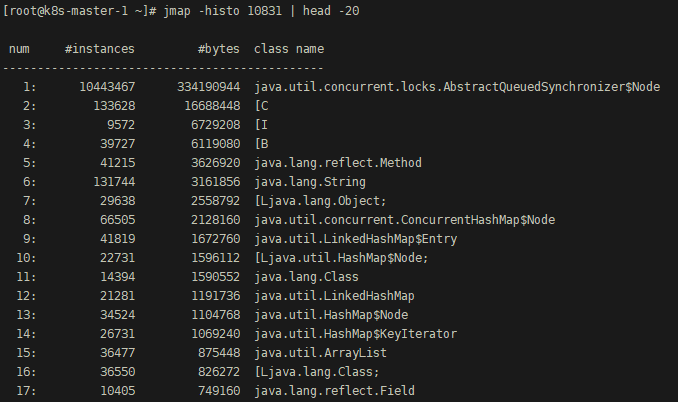 [root@k8s-master-1 ~]# jmap -histo 10831 | head -20
num #instances #bytes class name
----------------------------------------------
1: 10443467 334190944 java.util.concurrent.locks.AbstractQueuedSynchronizer$Node
2: 133628 16688448 [C
3: 9572 6729208 [I
4: 39727 6119080 [B
5: 41215 3626920 java.lang.reflect.Method
6: 131744 3161856 java.lang.String
7: 29638 2558792 [Ljava.lang.Object;
8: 66505 2128160 java.util.concurrent.ConcurrentHashMap$Node
9: 41819 1672760 java.util.LinkedHashMap$Entry
10: 22731 1596112 [Ljava.util.HashMap$Node;
11: 14394 1590552 java.lang.Class
12: 21281 1191736 java.util.LinkedHashMap
13: 34524 1104768 java.util.HashMap$Node
14: 26731 1069240 java.util.HashMap$KeyIterator
15: 36477 875448 java.util.ArrayList
16: 36550 826272 [Ljava.lang.Class;
17: 10405 749160 java.lang.reflect.Field